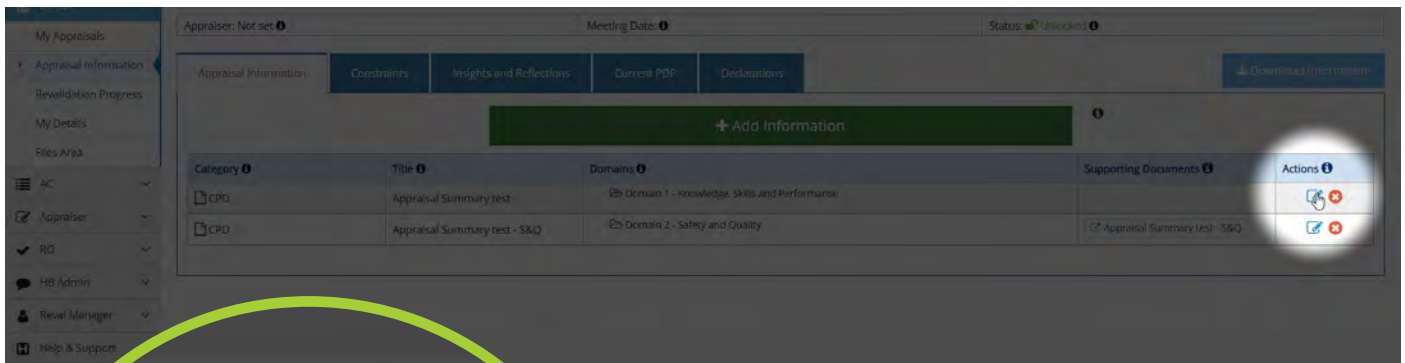 Appraiser: Not set
Meeting Date:
Status: Unlocked
My Appraisals
Appraisal Information
Revalidation Progress
My Details
Files Area
AC
Appraiser
RO
HB Admin
Reval Manager
Help & Support
Appraisal Information
Constraints
Insights and Reflections
Current PDP
Declarations
Download Information
+ Add Information
Category
Title
Domains
Supporting Documents
Actions
CPD
Appraisal Summary test
Domain 1 - Knowledge, Skills and Performance
CPD
Appraisal Summary test - S&Q
Domain 2 - Safety and Quality
Appraisal Summary test - S&Q